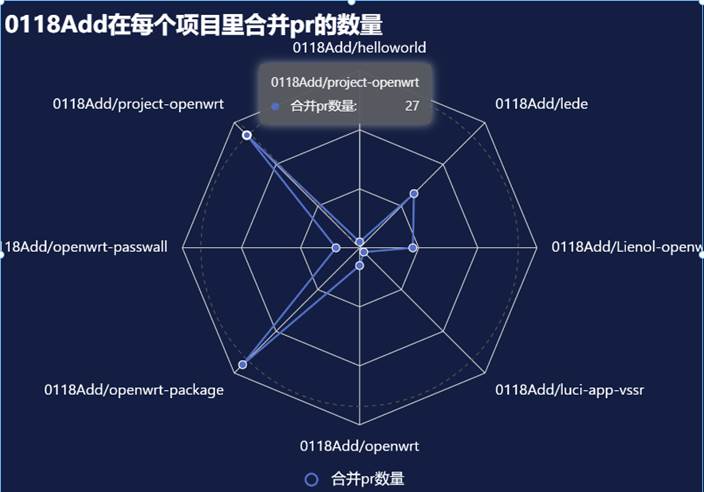 0118Add在每个项目里合并pr的数量
0118Add/helloworld
0118Add/project-openwrt
合并pr数量: 27
0118Add/project-openwrt
0118Add/lede
18Add/openwrt-passwall
0118Add/Lienol-openw
0118Add/openwrt-package
0118Add/luci-app-vssr
0118Add/openwrt
合并pr数量